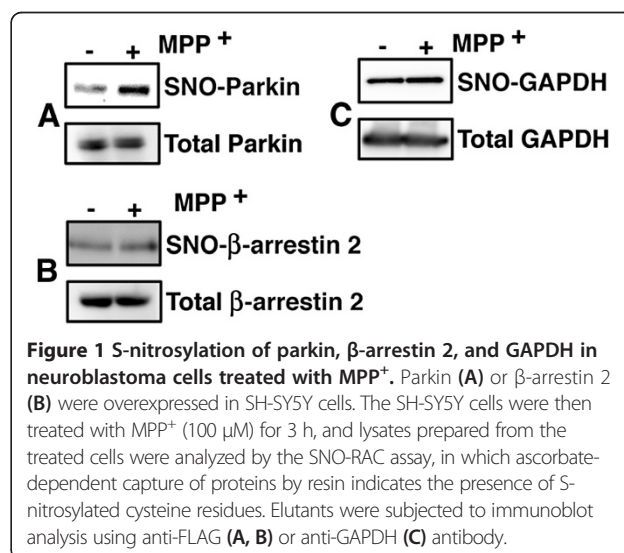 - + MPP +
SNO-Parkin
A
Total Parkin
- + MPP +
SNO-GAPDH
C
Total GAPDH
- + MPP +
SNO-β-arrestin 2
B
Total β-arrestin 2
Figure 1 S-nitrosylation of parkin, β-arrestin 2, and GAPDH in
neuroblastoma cells treated with MPP⁺. Parkin (A) or β-arrestin 2
(B) were overexpressed in SH-SY5Y cells. The SH-SY5Y cells were then
treated with MPP⁺ (100 μM) for 3 h, and lysates prepared from the
treated cells were analyzed by the SNO-RAC assay, in which ascorbate-
dependent capture of proteins by resin indicates the presence of S-
nitrosylated cysteine residues. Elutants were subjected to immunoblot
analysis using anti-FLAG (A, B) or anti-GAPDH (C) antibody.